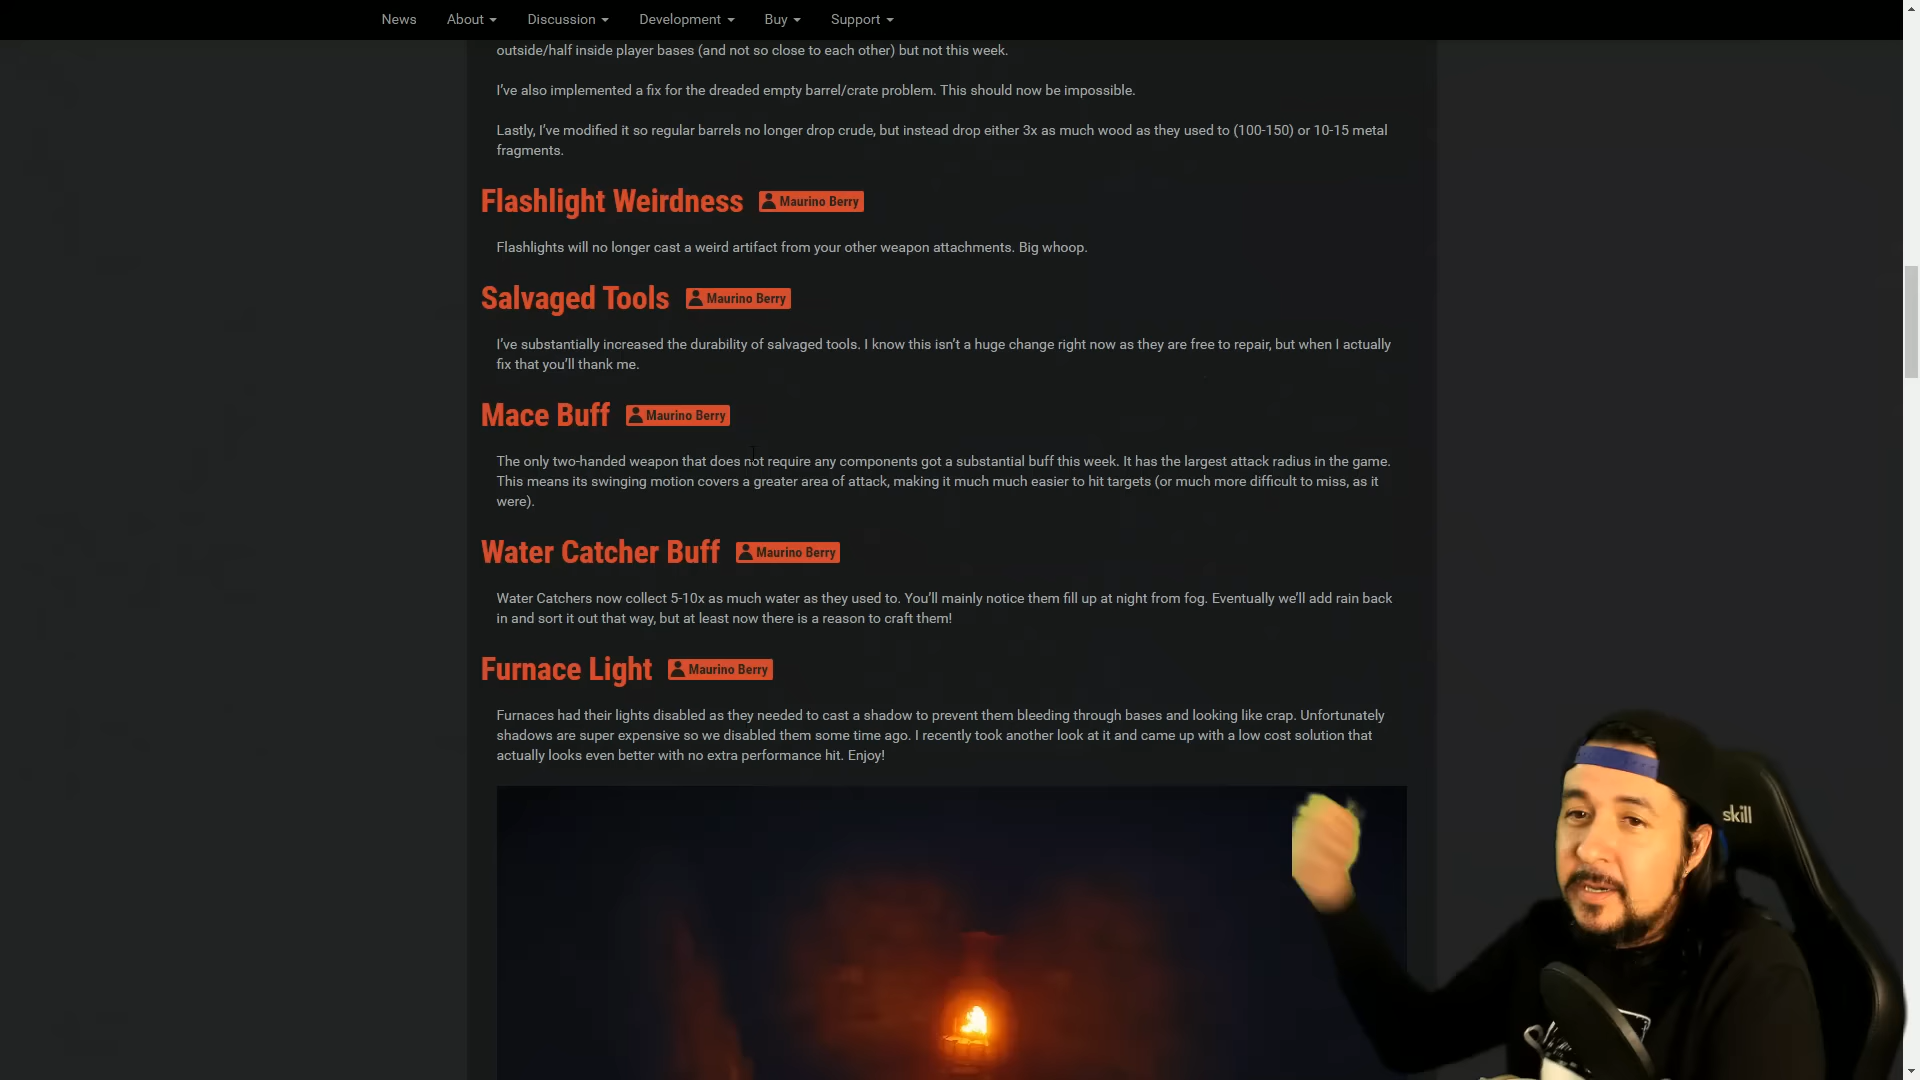 News About Discussion Development Buy Support
outside/half inside player bases (and not so close to each other) but not this week.
I've also implemented a fix for the dreaded empty barrel/crate problem. This should now be impossible.
Lastly, I've modified it so regular barrels no longer drop crude, but instead drop either 3x as much wood as they used to (100-150) or 10-15 metal
fragments.
Flashlight Weirdness Maurino Berry
Flashlights will no longer cast a weird artifact from your other weapon attachments. Big whoop.
Salvaged Tools Maurino Berry
I've substantially increased the durability of salvaged tools. I know this isn't a huge change right now as they are free to repair, but when I actually
fix that you'll thank me.
Mace Buff Maurino Berry
The only two-handed weapon that does not require any components got a substantial buff this week. It has the largest attack radius in the game.
This means its swinging motion covers a greater area of attack, making it much much easier to hit targets (or much more difficult to miss, as it
were).
Water Catcher Buff Maurino Berry
Water Catchers now collect 5-10x as much water as they used to. You'll mainly notice them fill up at night from fog. Eventually we'll add rain back
in and sort it out that way, but at least now there is a reason to craft them!
Furnace Light Maurino Berry
Furnaces had their lights disabled as they needed to cast a shadow to prevent them bleeding through bases and looking like crap. Unfortunately
shadows are super expensive so we disabled them some time ago. I recently took another look at it and came up with a low cost solution that
actually looks even better with no extra performance hit. Enjoy!
skill